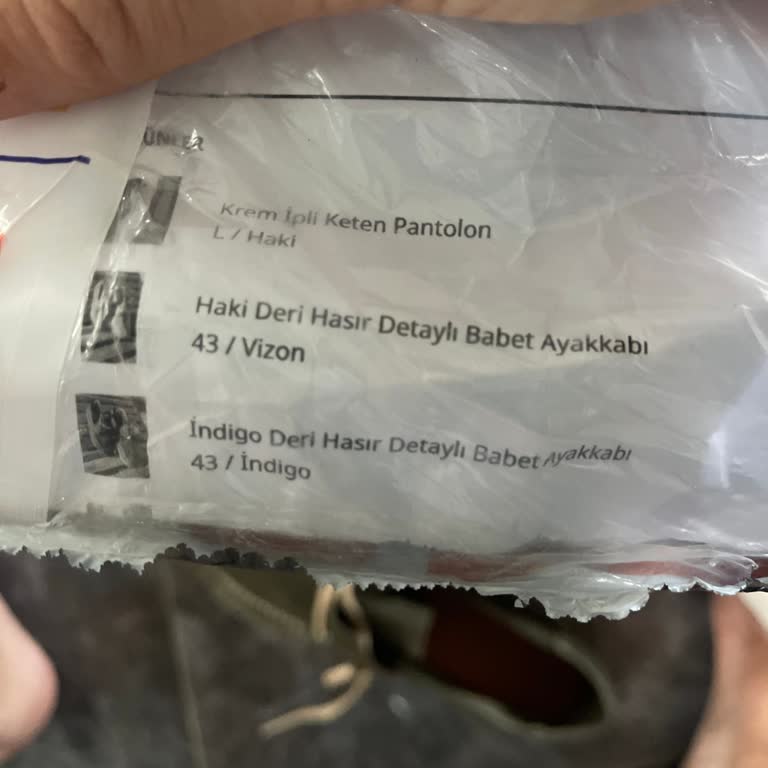 ÜNLER
Krem İpli Keten Pantolon
L / Haki
Haki Deri Hasır Detaylı Babet Ayakkabı
43 / Vizon
İndigo Deri Hasır Detaylı Babet Ayakkabı
43 / İndigo